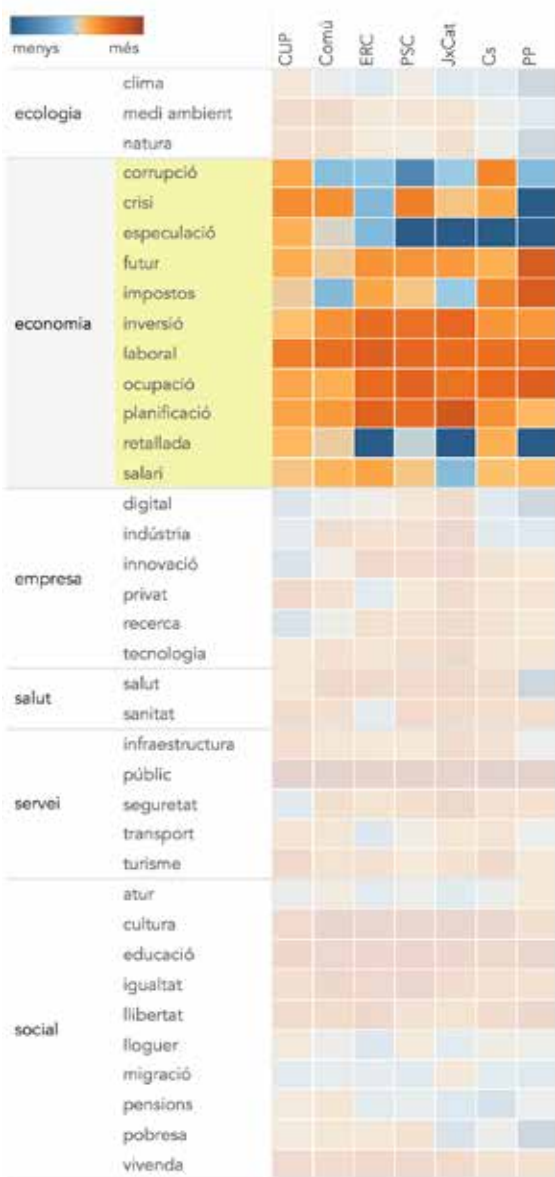 menys més
CUP Comú ERC PSC JxCat Cs PP
ecologia
clima
medi ambient
natura
economia
corrupció
crisi
especulació
futur
impostos
inversió
laboral
ocupació
planificació
retallada
salari
empresa
digital
indústria
innovació
privat
recerca
tecnologia
salut
salut
sanitat
servei
infraestructura
públic
seguretat
transport
turisme
social
atur
cultura
educació
igualtat
llibertat
lloguer
migració
pensions
pobresa
vivenda